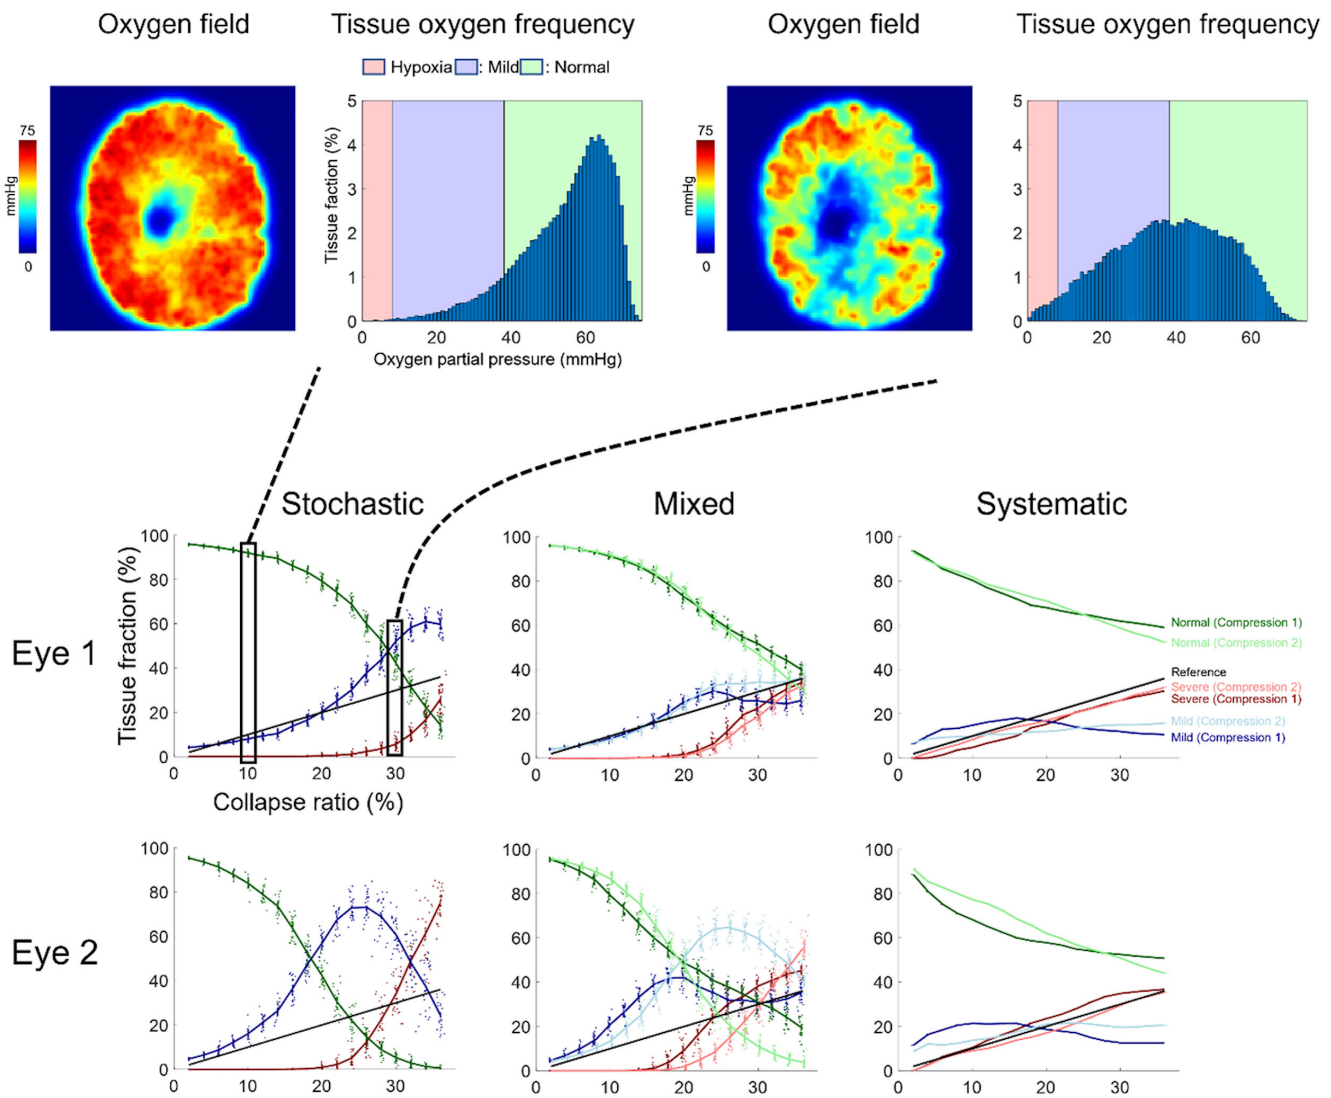 Oxygen field
Tissue oxygen frequency
Oxygen field
Tissue oxygen frequency
Hypoxia : Mild : Normal
75
mmHg
0
Tissue faction (%)
5
4
3
2
1
0
0 20 40 60
Oxygen partial pressure (mmHg)
75
mmHg
0
5
4
3
2
1
0
0 20 40 60
Stochastic
Mixed
Systematic
Eye 1
Tissue fraction (%)
100
80
60
40
20
0
0 10 20 30
Collapse ratio (%)
100
80
60
40
20
0
0 10 20 30
100
80
60
40
20
0
0 10 20 30
Normal (Compression 1)
Normal (Compression 2)
Reference
Severe (Compression 2)
Severe (Compression 1)
Mild (Compression 2)
Mild (Compression 1)
Eye 2
100
80
60
40
20
0
0 10 20 30
100
80
60
40
20
0
0 10 20 30
100
80
60
40
20
0
0 10 20 30